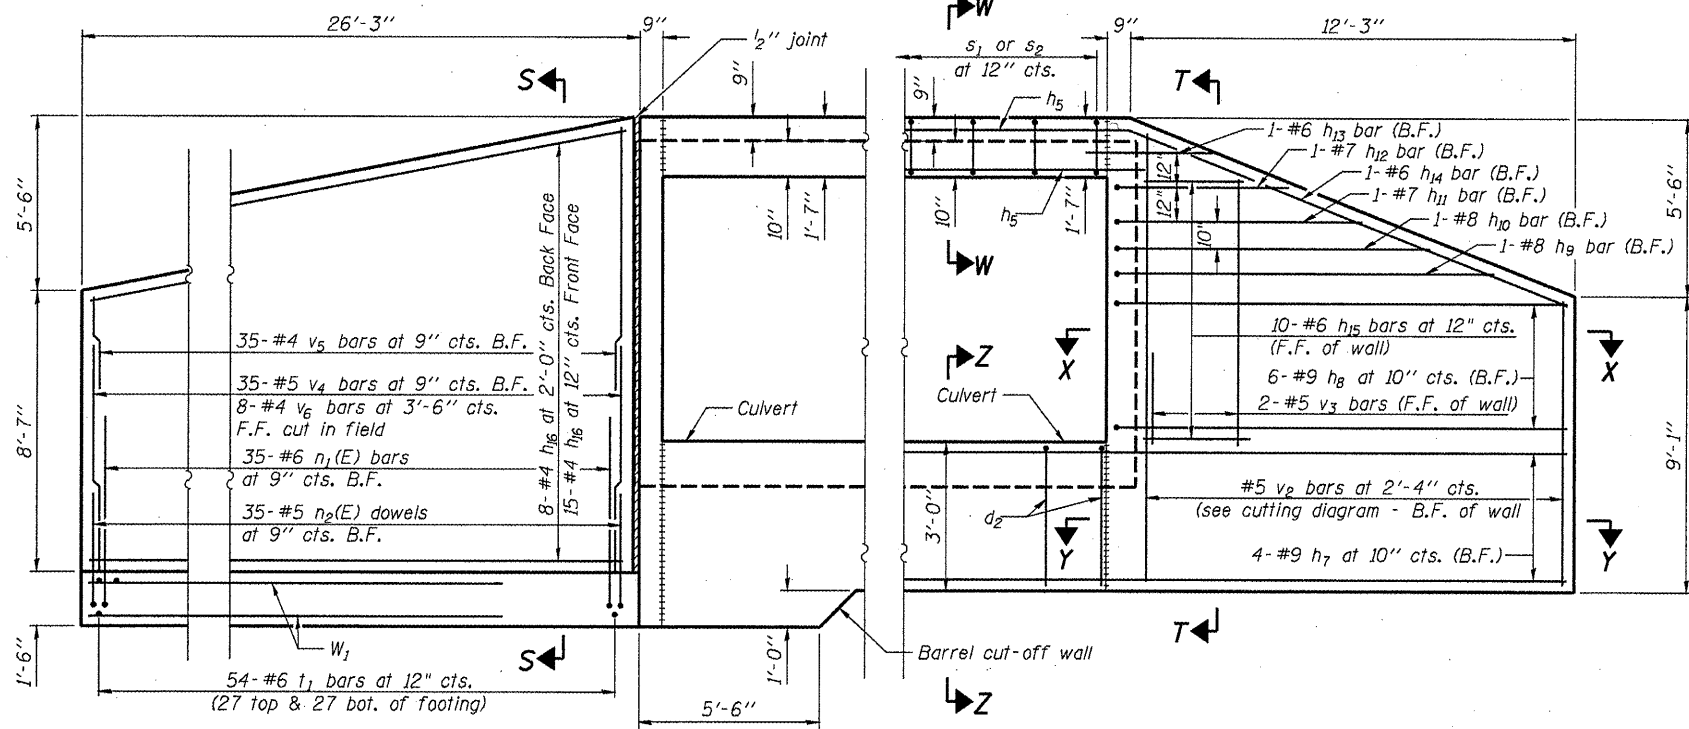 W
26'-3"
9"
1/2" joint
s1 or s2
at 12" cts.
9"
12'-3"
S
9"
9"
h5
T
1-#6 h13 bar (B.F.)
1-#7 h12 bar (B.F.)
1-#6 h14 bar (B.F.)
1-#7 h11 bar (B.F.)
1-#8 h10 bar (B.F.)
1-#8 h9 bar (B.F.)
12"
12"
10"
5'-6"
5'-6"
10"
1'-7"
10"
h5
1'-7"
W
8-#4 h16 at 2'-0" cts. Back Face
15-#4 h16 at 12" cts. Front Face
35-#4 v5 bars at 9" cts. B.F.
35-#5 v4 bars at 9" cts. B.F.
8-#4 v6 bars at 3'-6" cts.
F.F. cut in field
35-#6 n1(E) bars
at 9" cts. B.F.
35-#5 n2(E) dowels
at 9" cts. B.F.
8'-7"
Culvert
Z
Culvert
X
10-#6 h15 bars at 12" cts.
(F.F. of wall)
6-#9 h8 at 10" cts. (B.F.)
2-#5 v3 bars (F.F. of wall)
X
9'-1"
3'-0"
d2
Y
#5 v2 bars at 2'-4" cts.
(see cutting diagram - B.F. of wall
4-#9 h7 at 10" cts. (B.F.)
Y
1'-6"
W1
S
54-#6 t1 bars at 12" cts.
(27 top & 27 bot. of footing)
5'-6"
1'-0"
Barrel cut-off wall
T
Z